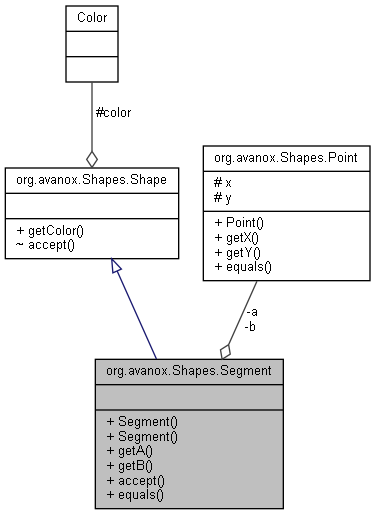 Color
#color
org.avanox.Shapes.Shape
+ getColor()
~ accept()
org.avanox.Shapes.Point
# x
# y
+ Point()
+ getX()
+ getY()
+ equals()
-a
-b
org.avanox.Shapes.Segment
+ Segment()
+ Segment()
+ getA()
+ getB()
+ accept()
+ equals()